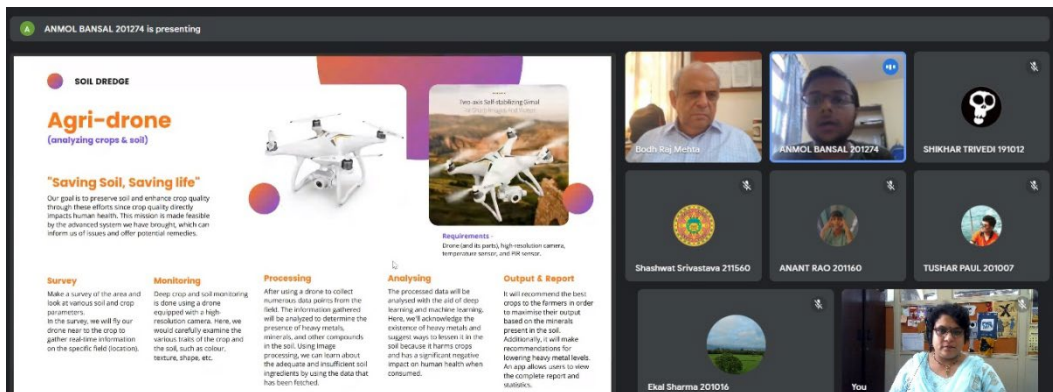 A
ANMOL BANSAL 201274 is presenting
SOIL DREDGE
Agri-drone
(analyzing crops & soil)
Two-axis Self-stabilizing Gimal
"Saving Soil, Saving life"
Our goal is to preserve soil and enhance crop quality
through these efforts since crop quality directly
impacts human health. This mission is made feasible
by the advanced system we have brought, which can
inform us of issues and offer potential remedies.
Requirements -
Drone (and its parts), high-resolution camera,
temperature sensor, and PIR sensor.
Survey
Make a survey of the area and
look at various soil and crop
parameters.
In the survey, we will fly our
drone near to the crop to
gather real-time information
on the specific field (location).
Monitoring
Deep crop and soil monitoring
is done using a drone
equipped with a high-
resolution camera. Here, we
would carefully examine the
various traits of the crop and
the soil, such as colour,
texture, shape, etc.
Processing
After using a drone to collect
numerous data points from the
field. The information gathered
will be analyzed to determine the
presence of heavy metals,
minerals, and other compounds
in the soil. Using Image
processing, we can learn about
the adequate and insufficient soil
ingredients by using the data that
has been fetched.
Analysing
The processed data will be
analysed with the aid of deep
learning and machine learning.
Here, we'll acknowledge the
existence of heavy metals and
suggest ways to lessen it in the
soil because it harms crops
and has a significant negative
impact on human health when
consumed.
Output & Report
It will recommend the best
crops to the farmers in order
to maximise their output
based on the minerals
present in the soil.
Additionally, it will make
recommendations for
lowering heavy metal levels.
An app allows users to view
the complete report and
statistics.
Bodh Raj Mehta
ANMOL BANSAL 201274
SHIKHAR TRIVEDI 191012
Shashwat Srivastava 211560
ANANT RAO 201160
TUSHAR PAUL 201007
Ekal Sharma 201016
You